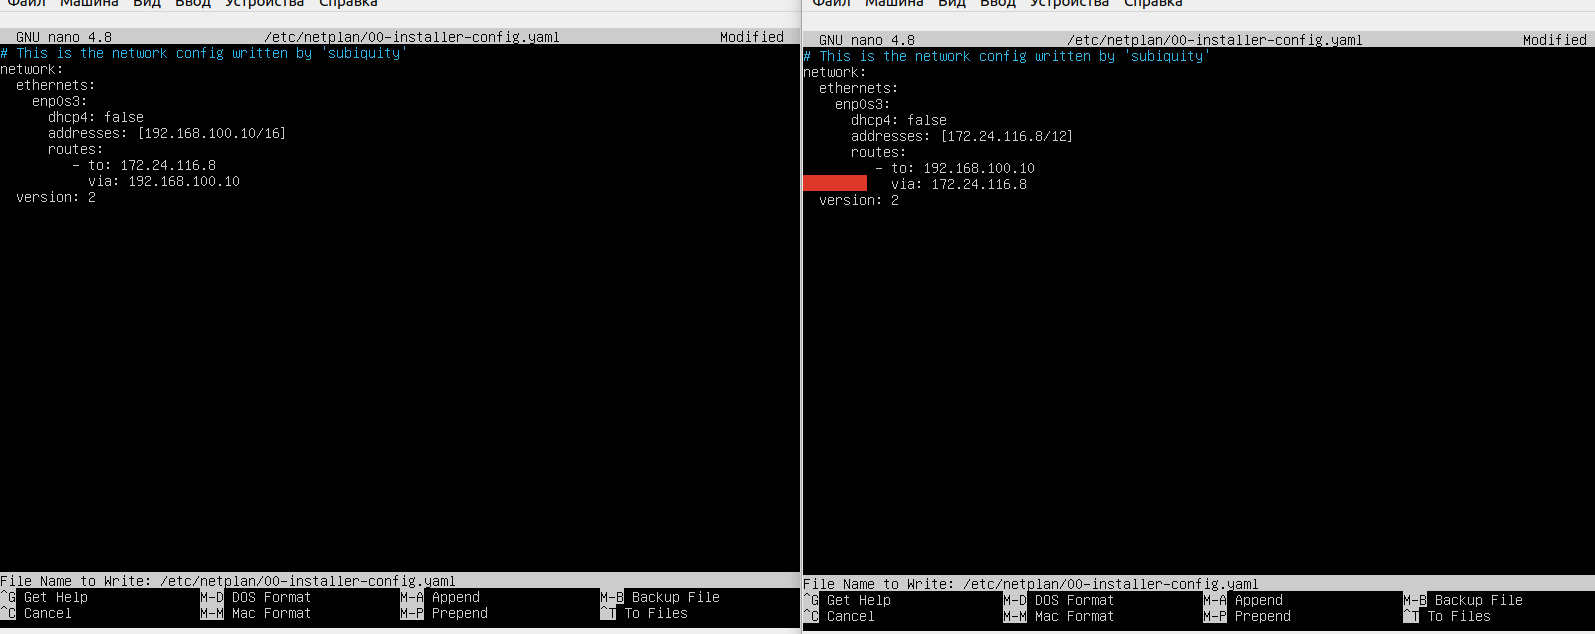 Файл Машина Вид Ввод Устройства Справка
GNU nano 4.8 /etc/netplan/00-installer-config.yaml Modified
# This is the network config written by 'subiquity'
network:
  ethernets:
    enp0s3:
      dhcp4: false
      addresses: [192.168.100.10/16]
      routes:
         - to: 172.24.116.8
           via: 192.168.100.10
  version: 2
File Name to Write: /etc/netplan/00-installer-config.yaml
^G Get Help M-D DOS Format M-A Append M-B Backup File
^C Cancel M-M Mac Format M-P Prepend ^T To Files
Файл Машина Вид Ввод Устройства Справка
GNU nano 4.8 /etc/netplan/00-installer-config.yaml Modified
# This is the network config written by 'subiquity'
network:
  ethernets:
    enp0s3:
      dhcp4: false
      addresses: [172.24.116.8/12]
      routes:
         - to: 192.168.100.10
           via: 172.24.116.8
  version: 2
File Name to Write: /etc/netplan/00-installer-config.yaml
^G Get Help M-D DOS Format M-A Append M-B Backup File
^C Cancel M-M Mac Format M-P Prepend ^T To Files